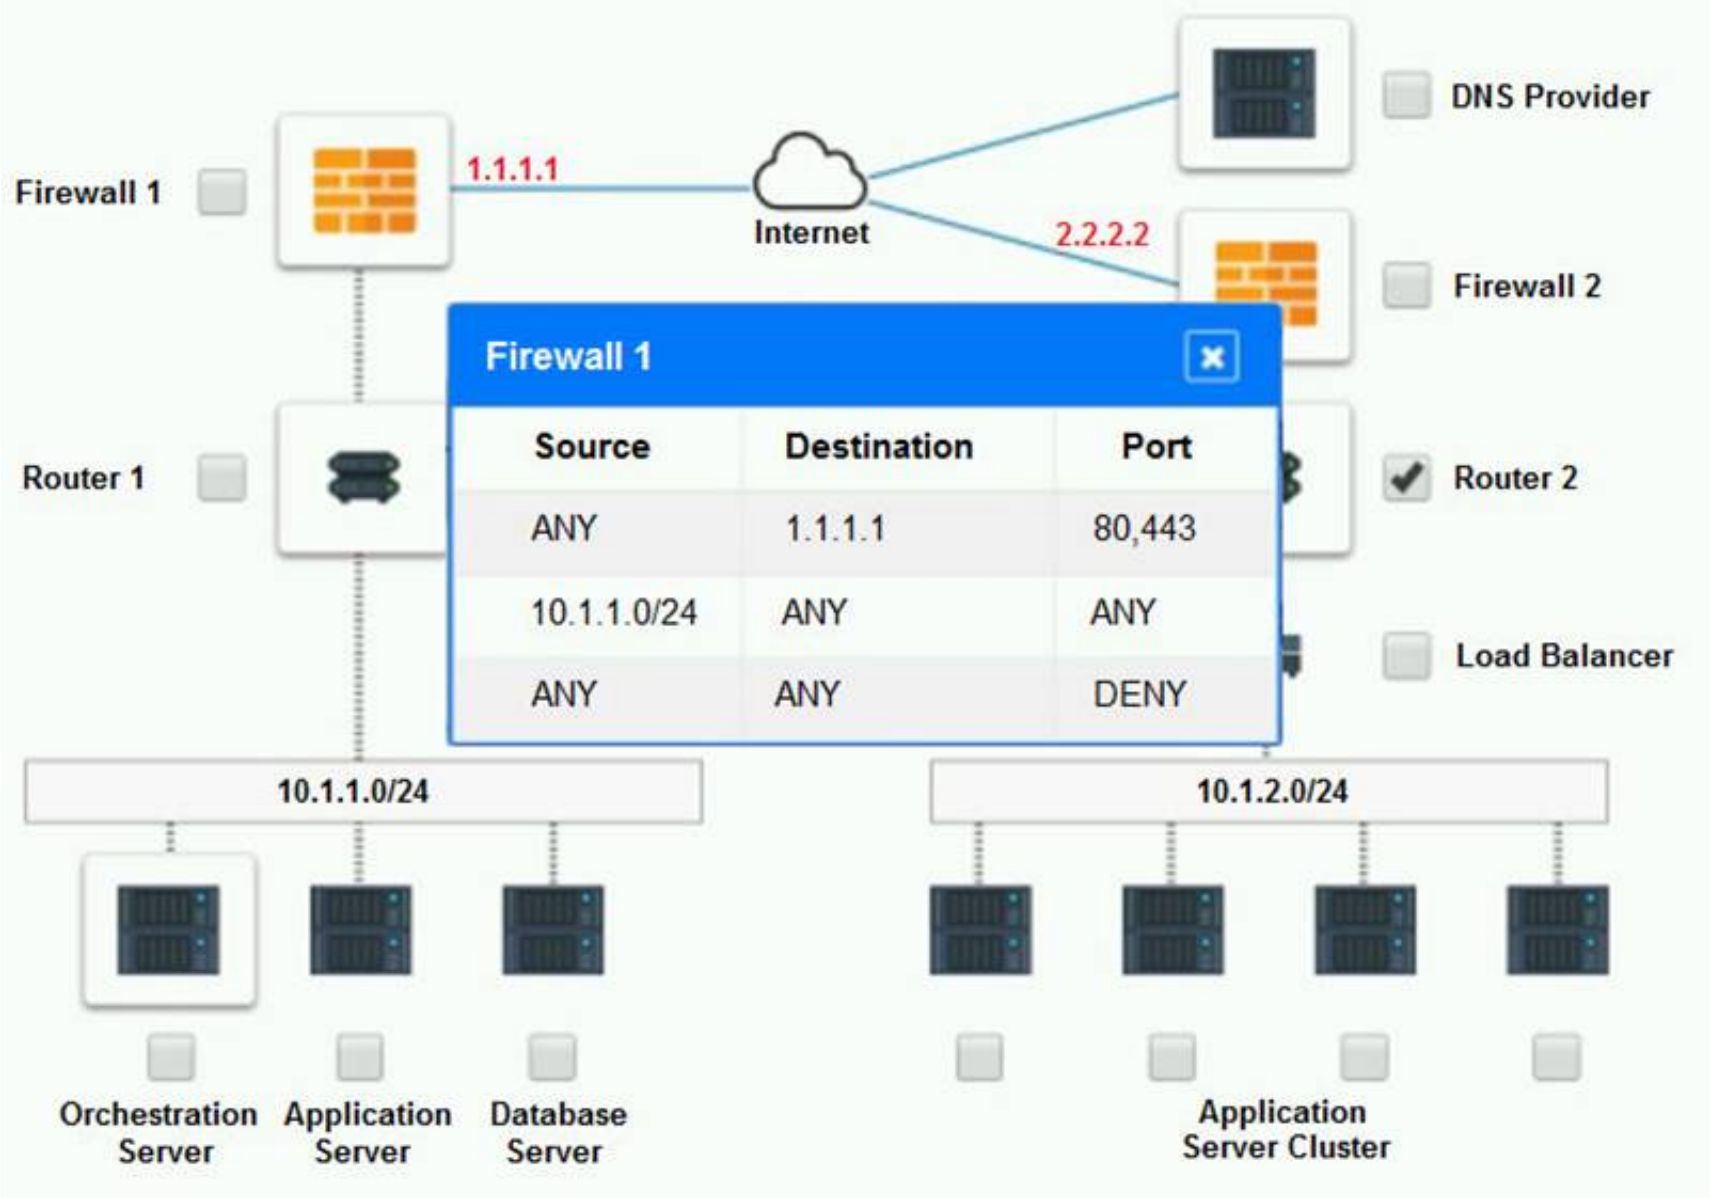 DNS Provider
Firewall 1
1.1.1.1
Internet
2.2.2.2
Firewall 2
Firewall 1
Source Destination Port
ANY 1.1.1.1 80,443
10.1.1.0/24 ANY ANY
ANY ANY DENY
Router 1
Router 2
Load Balancer
10.1.1.0/24
10.1.2.0/24
Orchestration
Server
Application
Server
Database
Server
Application
Server Cluster